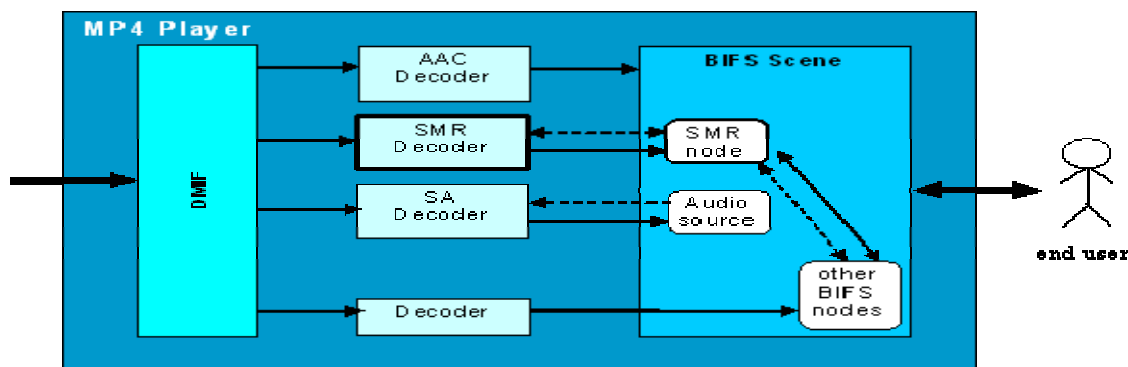 MP4 Player
DMIF
AAC
Decoder
SMR
Decoder
SA
Decoder
Decoder
BIFS Scene
SMR
node
Audio
source
other
BIFS
nodes
end user